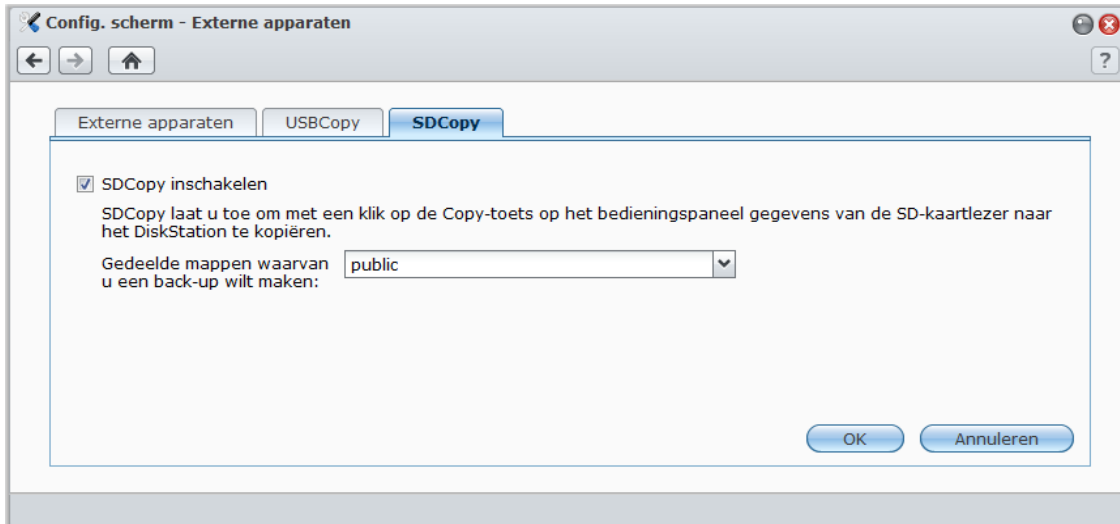 Config. scherm - Externe apparaten
?
Externe apparaten
USBCopy
SDCopy
SDCopy inschakelen
SDCopy laat u toe om met een klik op de Copy-toets op het bedieningspaneel gegevens van de SD-kaartlezer naar
het DiskStation te kopiëren.
Gedeelde mappen waarvan
u een back-up wilt maken:
public
OK
Annuleren